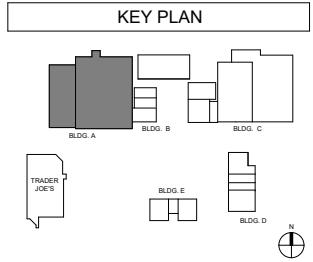 KEY PLAN
BLDG. A
BLDG. B
BLDG. C
TRADER
JOE'S
BLDG. E
BLDG. D
N